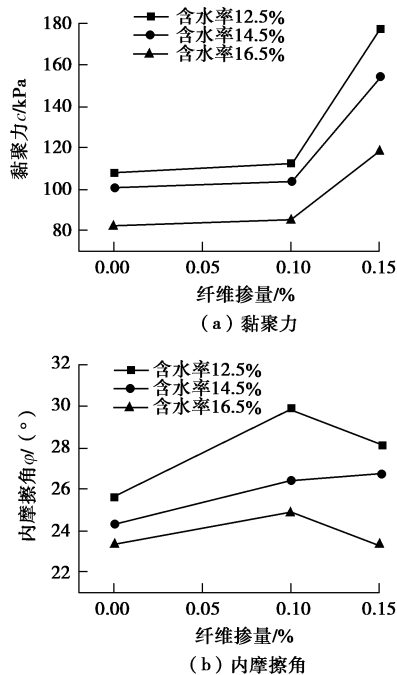 180
160
140
120
100
80
黏聚力c/kPa
含水率12.5%
含水率14.5%
含水率16.5%
0.00 0.05 0.10 0.15
纤维掺量/%
（a）黏聚力
32
30
28
26
24
22
内摩擦角φ/（°）
含水率12.5%
含水率14.5%
含水率16.5%
0.00 0.05 0.10 0.15
纤维掺量/%
（b）内摩擦角